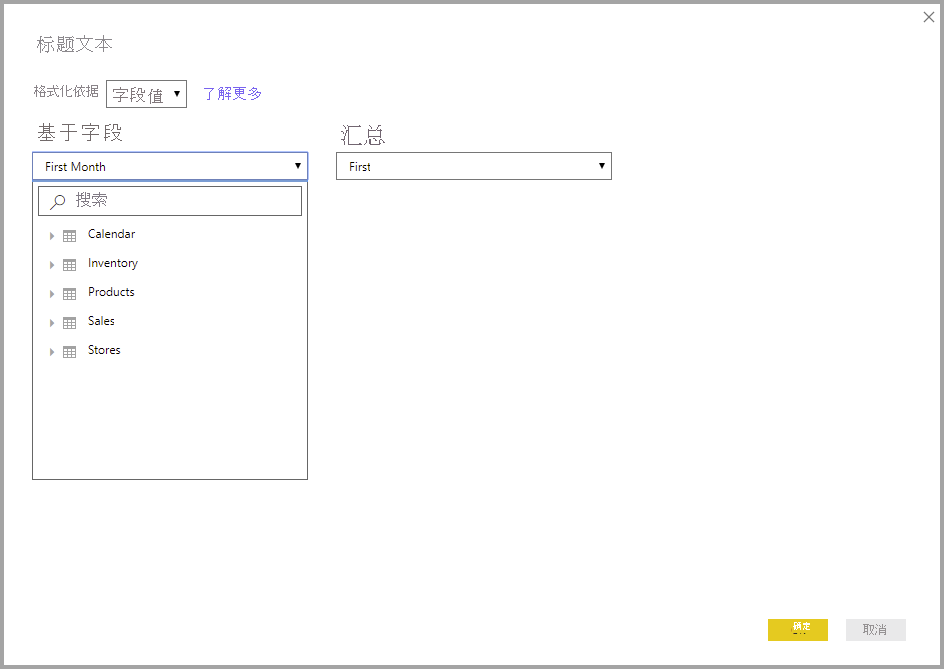 标题文本
格式化依据 字段值 了解更多
基于字段 汇总
First Month First
搜索
Calendar
Inventory
Products
Sales
Stores
确定 取消